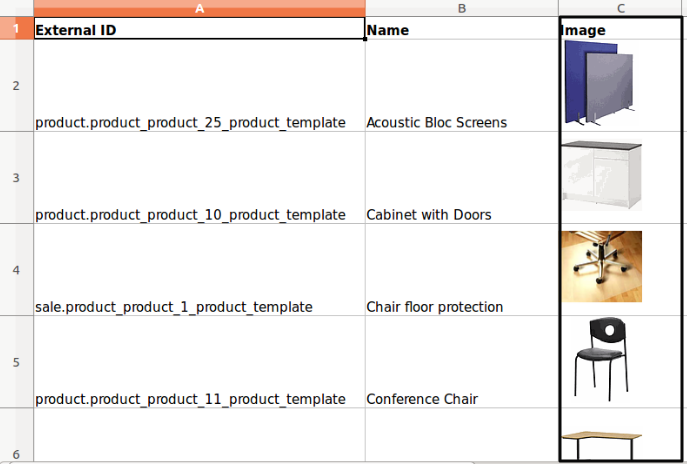 A B C
1 External ID Name Image
2 product.product_product_25_product_template Acoustic Bloc Screens
3 product.product_product_10_product_template Cabinet with Doors
4 sale.product_product_1_product_template Chair floor protection
5 product.product_product_11_product_template Conference Chair
6